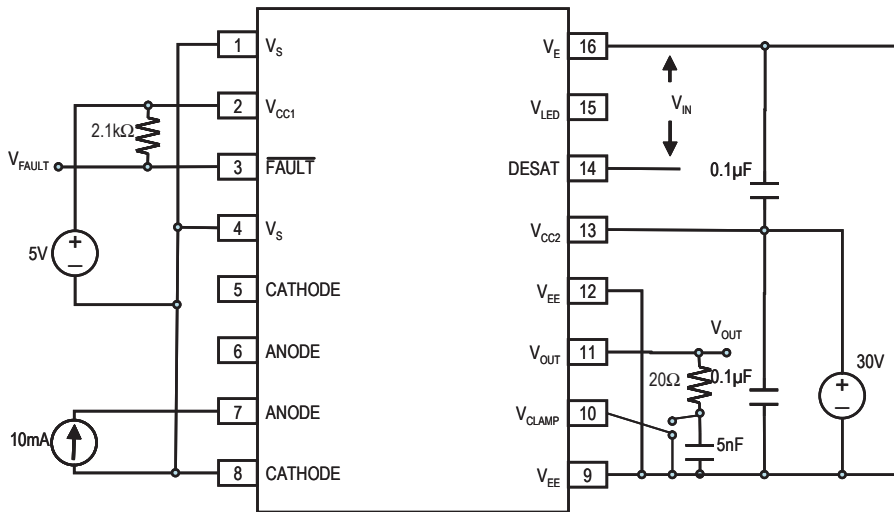 1 V_S V_E 16
2 V_CC1 V_LED 15 V_IN
2.1kΩ
V_FAULT 3 FAULT DESAT 14 0.1µF
4 V_S V_CC2 13
5V + –
5 CATHODE V_EE 12
6 ANODE V_OUT 11 V_OUT
20Ω 0.1µF 30V + –
7 ANODE V_CLAMP 10
10mA 5nF
8 CATHODE V_EE 9